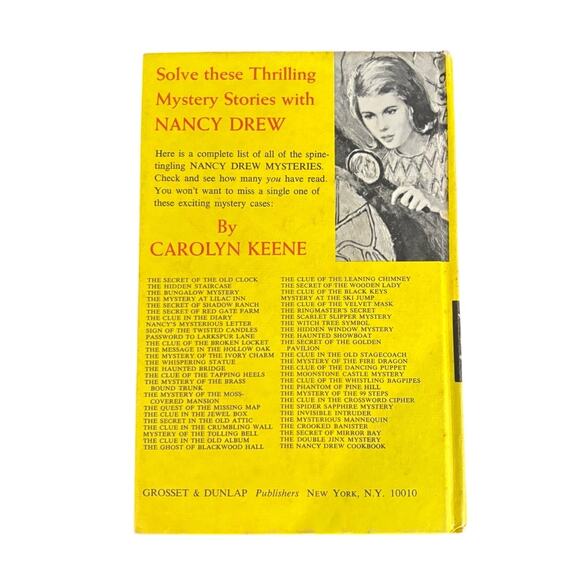 Solve these Thrilling
Mystery Stories with
NANCY DREW
Here is a complete list of all of the spine-
tingling NANCY DREW MYSTERIES.
Check and see how many you have read.
You won't want to miss a single one of
these exciting mystery cases:
By
CAROLYN KEENE
THE SECRET OF THE OLD CLOCK
THE HIDDEN STAIRCASE
THE BUNGALOW MYSTERY
THE MYSTERY AT LILAC INN
THE SECRET OF SHADOW RANCH
THE SECRET OF RED GATE FARM
THE CLUE IN THE DIARY
NANCY'S MYSTERIOUS LETTER
SIGN OF THE TWISTED CANDLES
PASSWORD TO LARKSPUR LANE
THE CLUE OF THE BROKEN LOCKET
THE MESSAGE IN THE HOLLOW OAK
THE MYSTERY OF THE IVORY CHARM
THE WHISPERING STATUE
THE HAUNTED BRIDGE
THE CLUE OF THE TAPPING HEELS
THE MYSTERY OF THE BRASS
BOUND TRUNK
THE MYSTERY OF THE MOSS-
COVERED MANSION
THE QUEST OF THE MISSING MAP
THE CLUE IN THE JEWEL BOX
THE SECRET IN THE OLD ATTIC
THE CLUE IN THE CRUMBLING WALL
MYSTERY OF THE TOLLING BELL
THE CLUE IN THE OLD ALBUM
THE GHOST OF BLACKWOOD HALL
THE CLUE OF THE LEANING CHIMNEY
THE SECRET OF THE WOODEN LADY
THE CLUE OF THE BLACK KEYS
MYSTERY AT THE SKI JUMP
THE CLUE OF THE VELVET MASK
THE RINGMASTER'S SECRET
THE SCARLET SLIPPER MYSTERY
THE WITCH TREE SYMBOL
THE HIDDEN WINDOW MYSTERY
THE HAUNTED SHOWBOAT
THE SECRET OF THE GOLDEN
PAVILION
THE CLUE IN THE OLD STAGECOACH
THE MYSTERY OF THE FIRE DRAGON
THE CLUE OF THE DANCING PUPPET
THE MOONSTONE CASTLE MYSTERY
THE CLUE OF THE WHISTLING BAGPIPES
THE PHANTOM OF PINE HILL
THE MYSTERY OF THE 99 STEPS
THE CLUE IN THE CROSSWORD CIPHER
THE SPIDER SAPPHIRE MYSTERY
THE INVISIBLE INTRUDER
THE MYSTERIOUS MANNEQUIN
THE CROOKED BANISTER
THE SECRET OF MIRROR BAY
THE DOUBLE JINX MYSTERY
THE NANCY DREW COOKBOOK
GROSSET & DUNLAP Publishers NEW YORK, N.Y. 10010